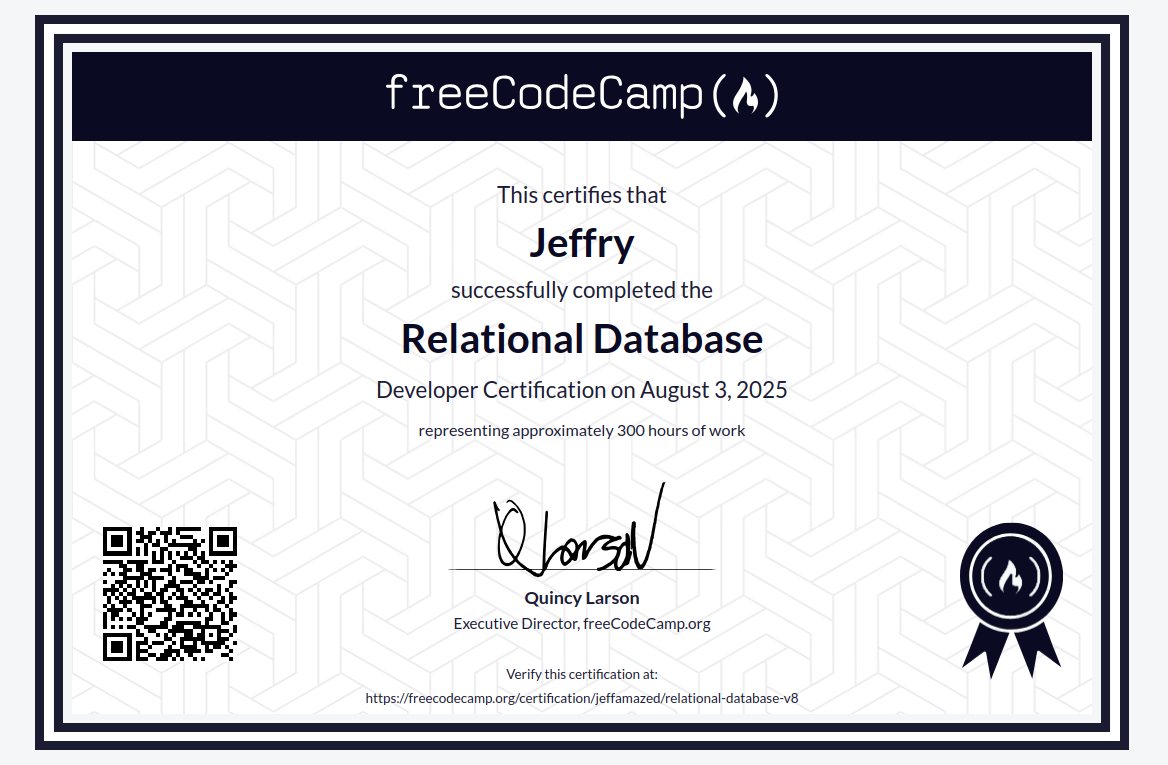 freeCodeCamp
This certifies that
Jeffry
successfully completed the
Relational Database
Developer Certification on August 3, 2025
representing approximately 300 hours of work
Q Larson
Quincy Larson
Executive Director, freeCodeCamp.org
Verify this certification at:
https://freecodecamp.org/certification/jeffamazed/relational-database-v8